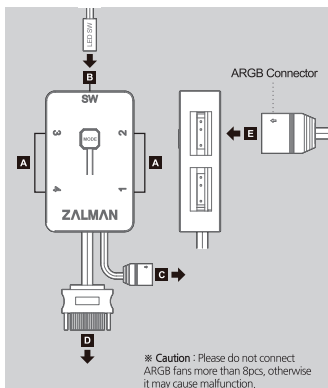 LED SW
B
SW
ARGB Connector
3
2
MODE
E
A
A
4
1
ZALMAN
C
D
※ Caution : Please do not connect
ARGB fans more than 8pcs, otherwise
it may cause malfunction.